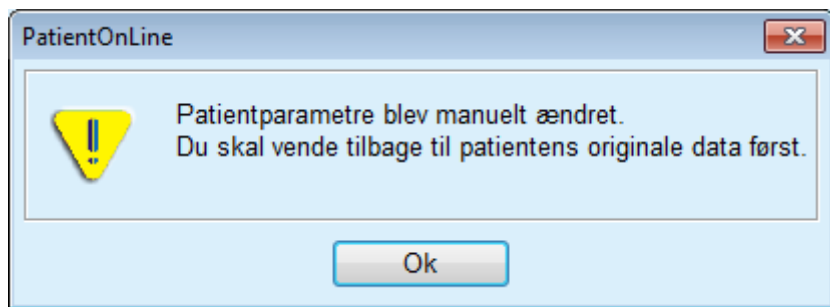 PatientOnLine
Patientparametre blev manuelt ændret.
Du skal vende tilbage til patientens originale data først.
Ok